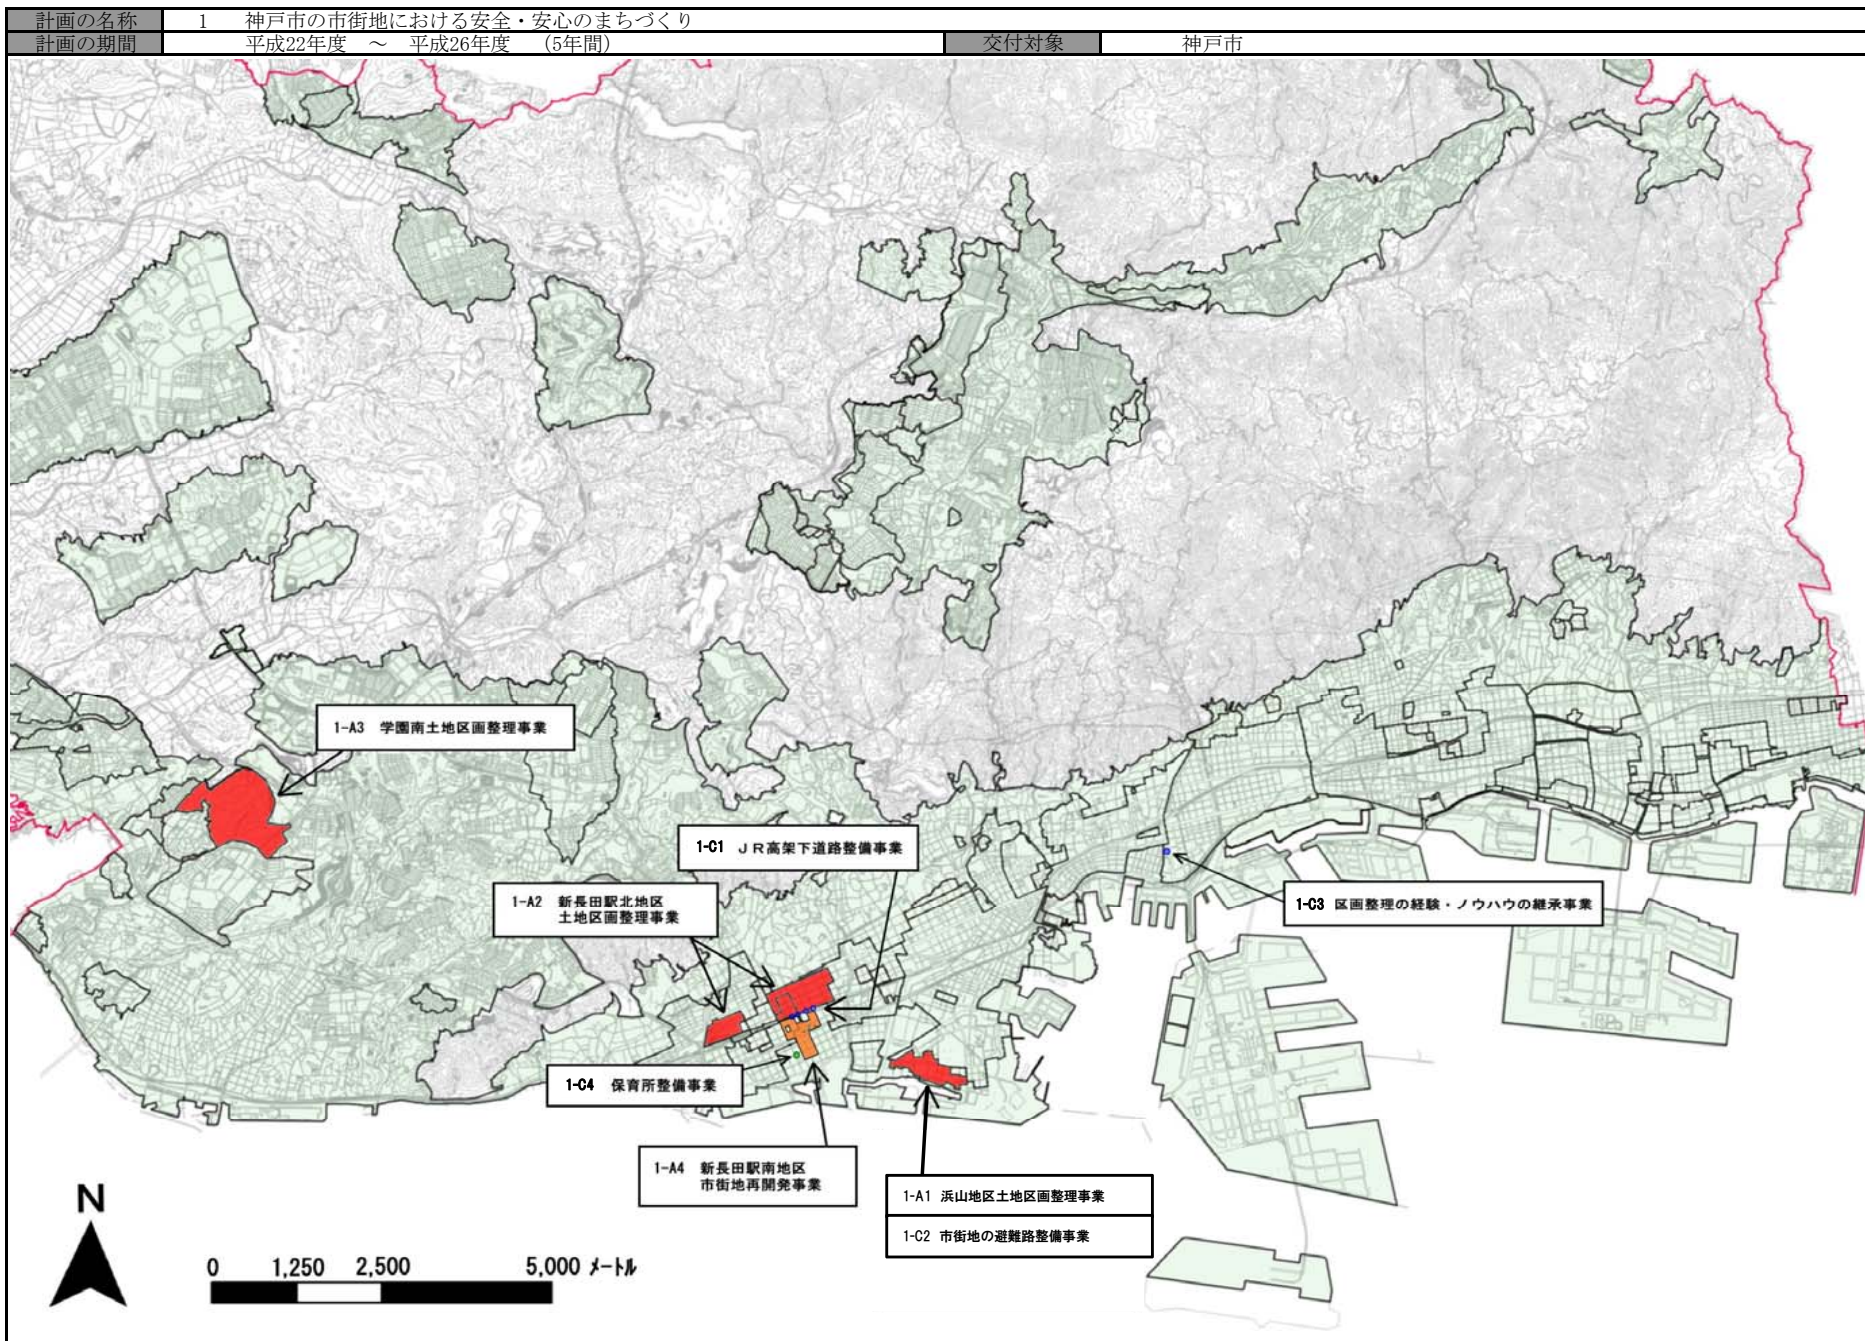 計画の名称 1 神戸市の市街地における安全・安心のまちづくり
計画の期間 平成22年度 ～ 平成26年度 (5年間) 交付対象 神戸市
1-A3 学園南土地区画整理事業
1-C1 JR高架下道路整備事業
1-A2 新長田駅北地区
土地区画整理事業
1-C3 区画整理の経験・ノウハウの継承事業
1-C4 保育所整備事業
1-A4 新長田駅南地区
市街地再開発事業
1-A1 浜山地区土地区画整理事業
1-C2 市街地の避難路整備事業
N
0 1,250 2,500 5,000 メートル